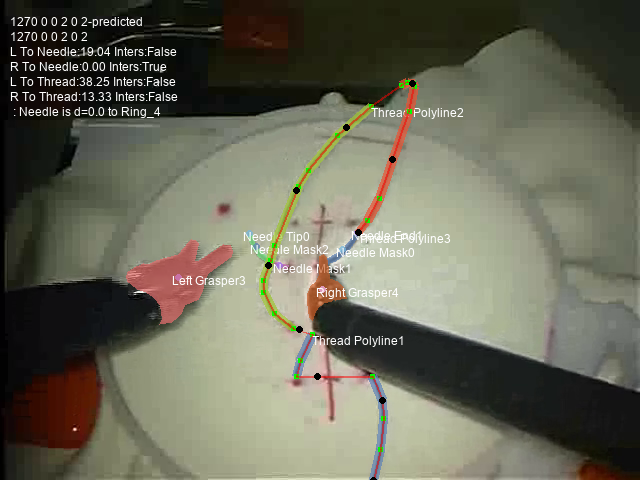 1270 0 0 2 0 2-predicted
1270 0 0 2 0 2
L To Needle:19.04 Inters:False
R To Needle:0.00 Inters:True
L To Thread:38.25 Inters:False
R To Thread:13.33 Inters:False
: Needle is d=0.0 to Ring_4
Thread Polyline2
Needle Tip0
Needle End1
Thread Polyline3
Needle Mask2
Needle Mask0
Needle Mask1
Left Grasper3
Right Grasper4
Thread Polyline1